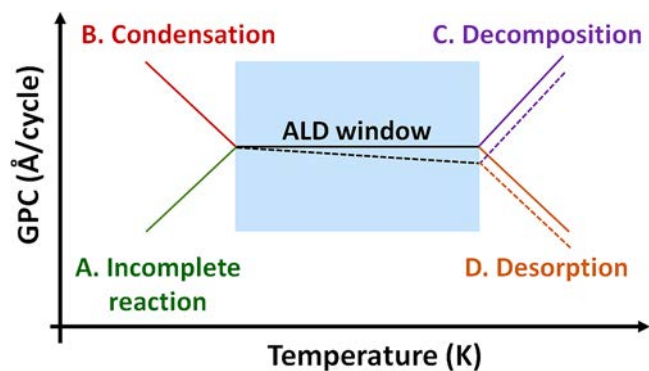 B. Condensation
C. Decomposition
ALD window
GPC (Å/cycle)
A. Incomplete
reaction
D. Desorption
Temperature (K)